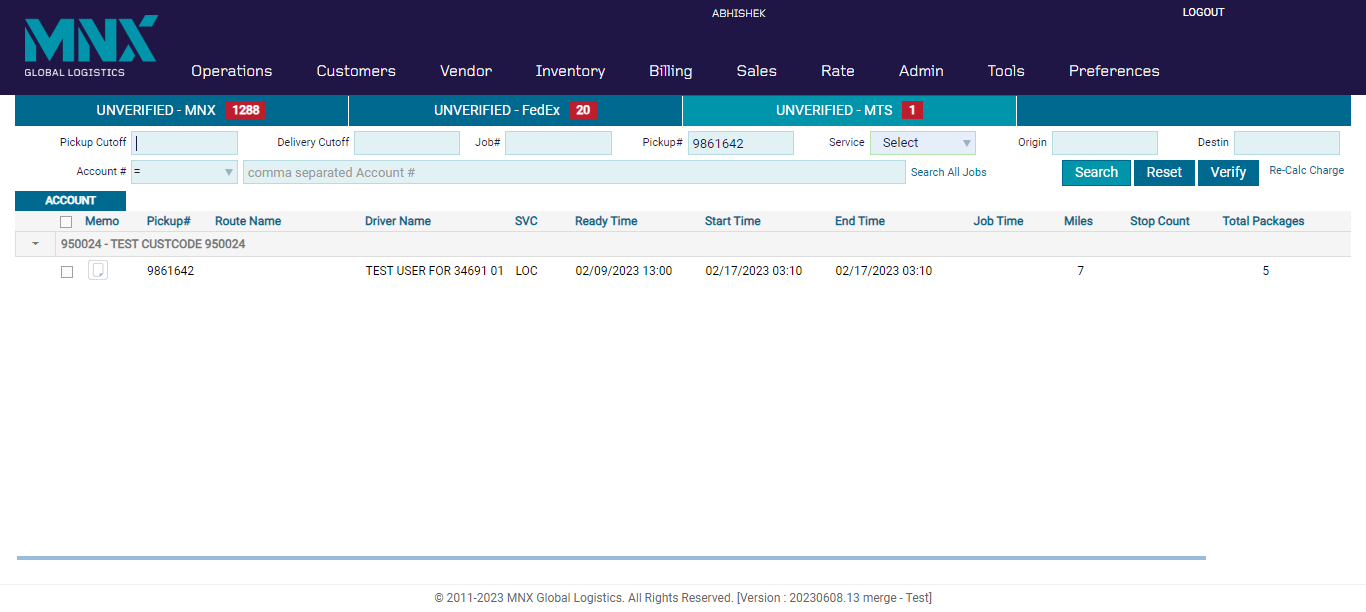 ABHISHEK LOGOUT
MNX
GLOBAL LOGISTICS
Operations Customers Vendor Inventory Billing Sales Rate Admin Tools Preferences
UNVERIFIED - MNX 1288 UNVERIFIED - FedEx 20 UNVERIFIED - MTS 1
Pickup Cutoff Delivery Cutoff Job# Pickup# 9861642 Service Select Origin Destin
Account # = comma separated Account # Search All Jobs Search Reset Verify Re-Calc Charge
ACCOUNT
Memo Pickup# Route Name Driver Name SVC Ready Time Start Time End Time Job Time Miles Stop Count Total Packages
950024 - TEST CUSTCODE 950024
9861642 TEST USER FOR 34691 01 LOC 02/09/2023 13:00 02/17/2023 03:10 02/17/2023 03:10 7 5
© 2011-2023 MNX Global Logistics. All Rights Reserved. [Version : 20230608.13 merge - Test]